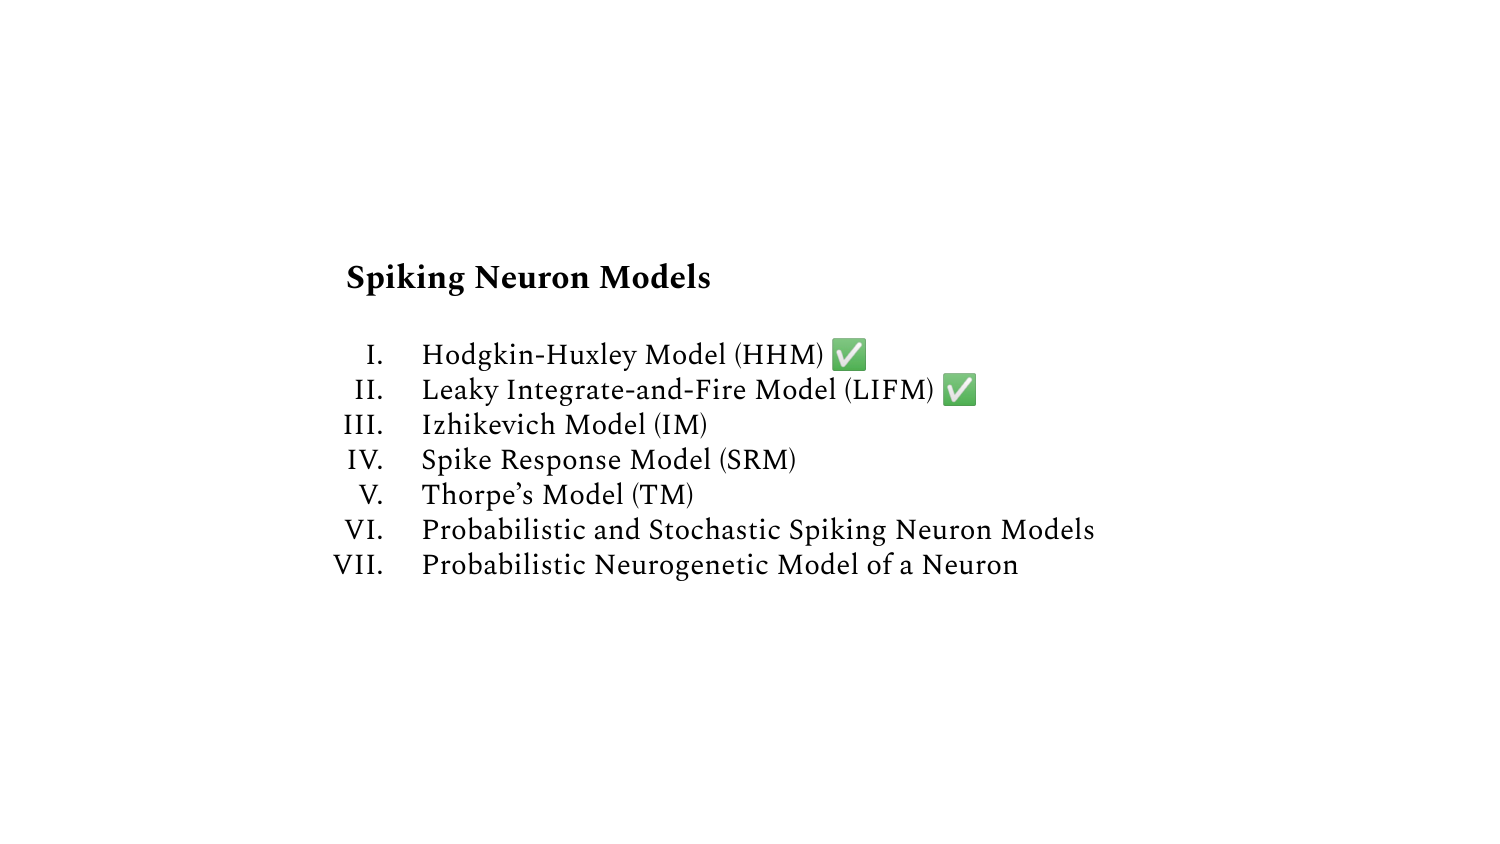 Spiking Neuron Models
I. Hodgkin-Huxley Model (HHM) ✅
II. Leaky Integrate-and-Fire Model (LIFM) ✅
III. Izhikevich Model (IM)
IV. Spike Response Model (SRM)
V. Thorpe’s Model (TM)
VI. Probabilistic and Stochastic Spiking Neuron Models
VII. Probabilistic Neurogenetic Model of a Neuron